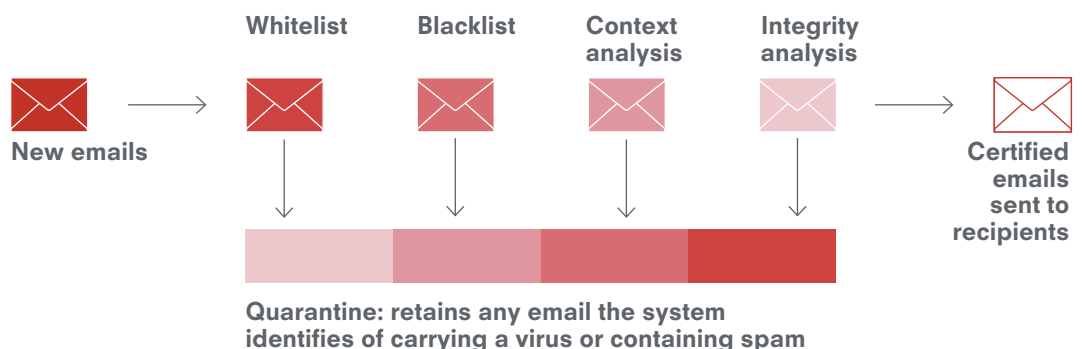 Whitelist
Blacklist
Context
analysis
Integrity
analysis
New emails
Certified
emails
sent to
recipients
Quarantine: retains any email the system
identifies of carrying a virus or containing spam